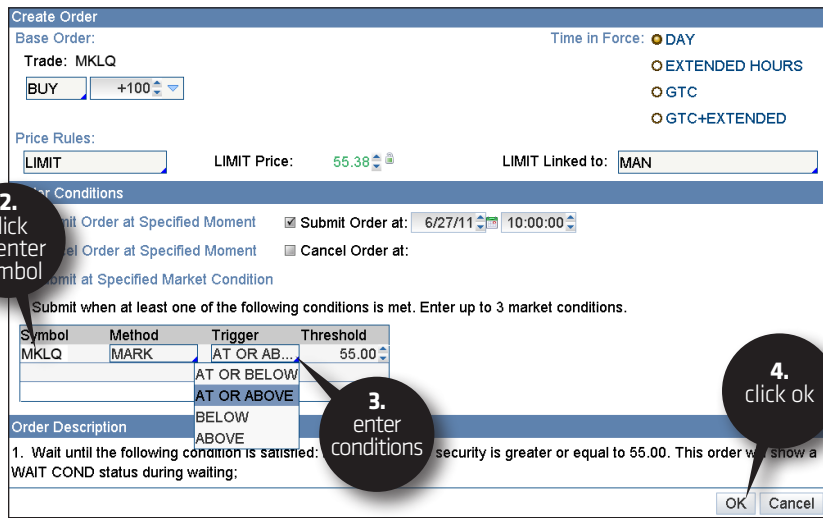 Create Order
Base Order:
Time in Force: DAY
Trade: MKLQ
EXTENDED HOURS
BUY +100
GTC
GTC+EXTENDED
Price Rules:
LIMIT LIMIT Price: 55.38 LIMIT Linked to: MAN
Conditions
2.
enter
Order at Specified Moment Submit Order at: 6/27/11 10:00:00
Order at Specified Moment Cancel Order at:
at Specified Market Condition
Submit when at least one of the following conditions is met. Enter up to 3 market conditions.
Symbol Method Trigger Threshold
MKLQ MARK AT OR AB... 55.00
AT OR BELOW
AT OR ABOVE
BELOW
ABOVE
3.
enter
conditions
4.
click ok
Order Description
1. Wait until the following condition is satisfied: security is greater or equal to 55.00. This order show a
WAIT COND status during waiting;
OK Cancel